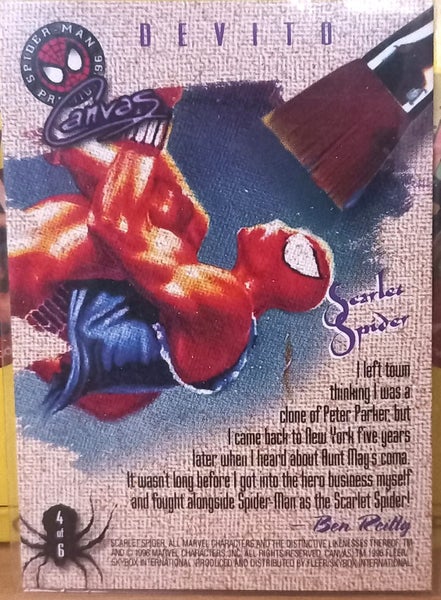 DEVITO
SPIDER-MAN 96
Canvas
Scarlet
Spider
I left town
thinking I was a
clone of Peter Parker, but
I came back to New York five years
later when I heard about Aunt May's coma.
It wasn't long before I got into the hero business myself
and fought alongside Spider-Man as the Scarlet Spider!
— Ben Reilly
4
of
6
SCARLET SPIDER, ALL MARVEL CHARACTERS AND THE DISTINCTIVE LIKENESSES THEREOF: TM
AND © 1996 MARVEL CHARACTERS, INC. ALL RIGHTS RESERVED. CANVAS: TM 1996 FLEER/
SKYBOX INTERNATIONAL. PRODUCED AND DISTRIBUTED BY FLEER/SKYBOX INTERNATIONAL.